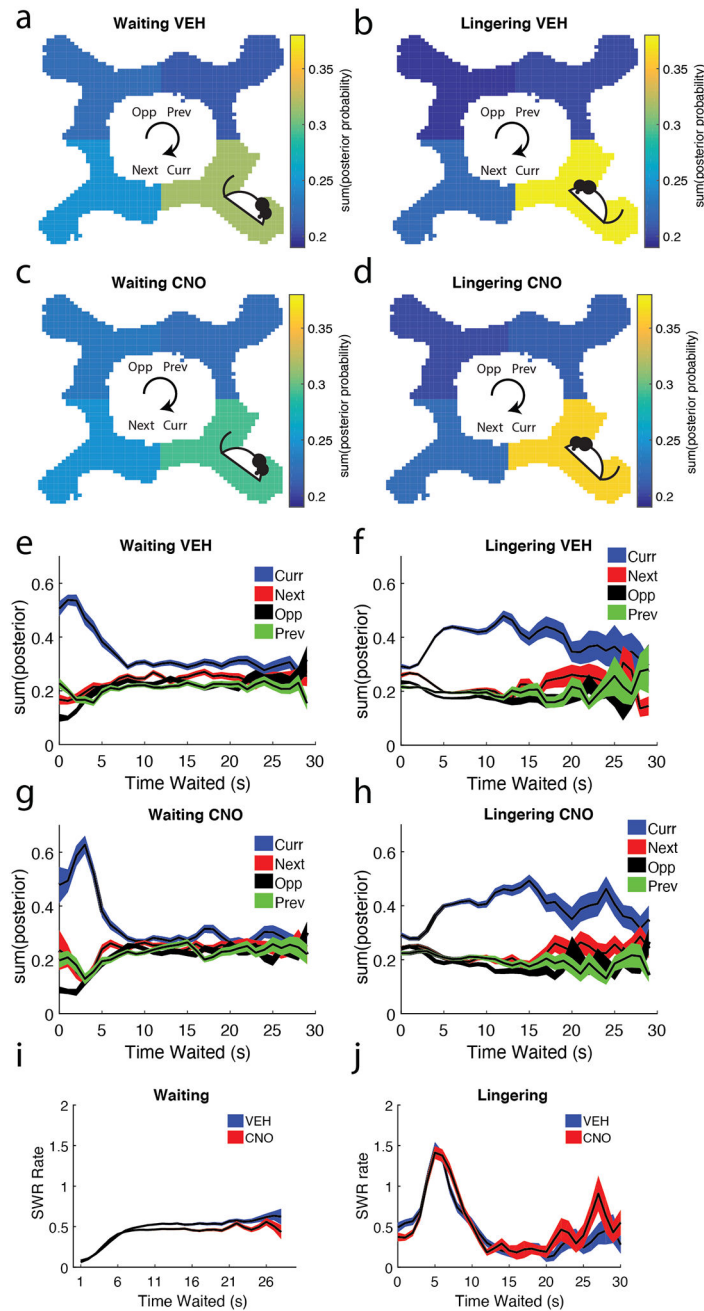 a
Waiting VEH
Opp Prev
Next Curr
0.35
0.3
0.25
0.2
sum(posterior probability)
b
Lingering VEH
Opp Prev
Next Curr
0.35
0.3
0.25
0.2
sum(posterior probability)
c
Waiting CNO
Opp Prev
Next Curr
0.35
0.3
0.25
0.2
sum(posterior probability)
d
Lingering CNO
Opp Prev
Next Curr
0.35
0.3
0.25
0.2
sum(posterior probability)
e
Waiting VEH
Curr
Next
Opp
Prev
0.6
0.4
0.2
0
sum(posterior)
0 5 10 15 20 25 30
Time Waited (s)
f
Lingering VEH
Curr
Next
Opp
Prev
0.6
0.4
0.2
0
sum(posterior)
0 5 10 15 20 25 30
Time Waited (s)
g
Waiting CNO
Curr
Next
Opp
Prev
0.6
0.4
0.2
0
sum(posterior)
0 5 10 15 20 25 30
Time Waited (s)
h
Lingering CNO
Curr
Next
Opp
Prev
0.6
0.4
0.2
0
sum(posterior)
0 5 10 15 20 25 30
Time Waited (s)
i
Waiting
VEH
CNO
2
1.5
1
0.5
0
SWR Rate
1 6 11 16 21 26
Time Waited (s)
j
Lingering
VEH
CNO
2
1.5
1
0.5
0
SWR rate
0 5 10 15 20 25 30
Time Waited (s)